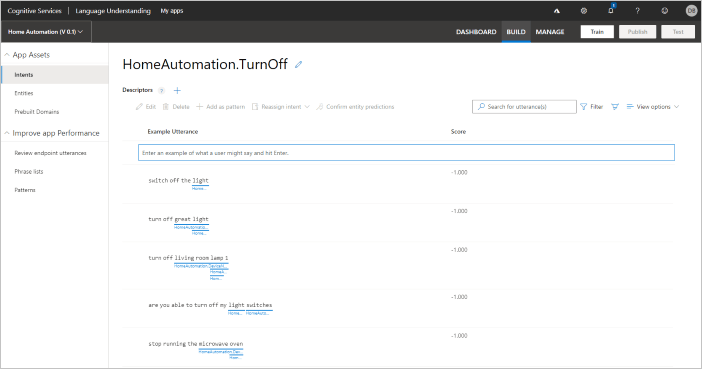 Cognitive Services | Language Understanding My apps ? DB
Home Automation (V 0.1) DASHBOARD BUILD MANAGE Train Publish Test
App Assets
Intents
Entities
Prebuilt Domains
Improve app Performance
Review endpoint utterances
Phrase lists
Patterns
HomeAutomation.TurnOff
Descriptors +
Edit Delete + Add as pattern Reassign intent Confirm entity predictions Search for utterance(s) Filter View options
Example Utterance Score
Enter an example of what a user might say and hit Enter.
switch off the light -1.000
Home...
turn off great light -1.000
HomeAutomatio...
Home...
turn off living room lamp 1 -1.000
HomeAutomation.
HomeA
Hom...
are you able to turn off my light switches -1.000
Home... HomeAuto...
stop running the microwave oven -1.000
HomeAutomation.Dev...
Hom...